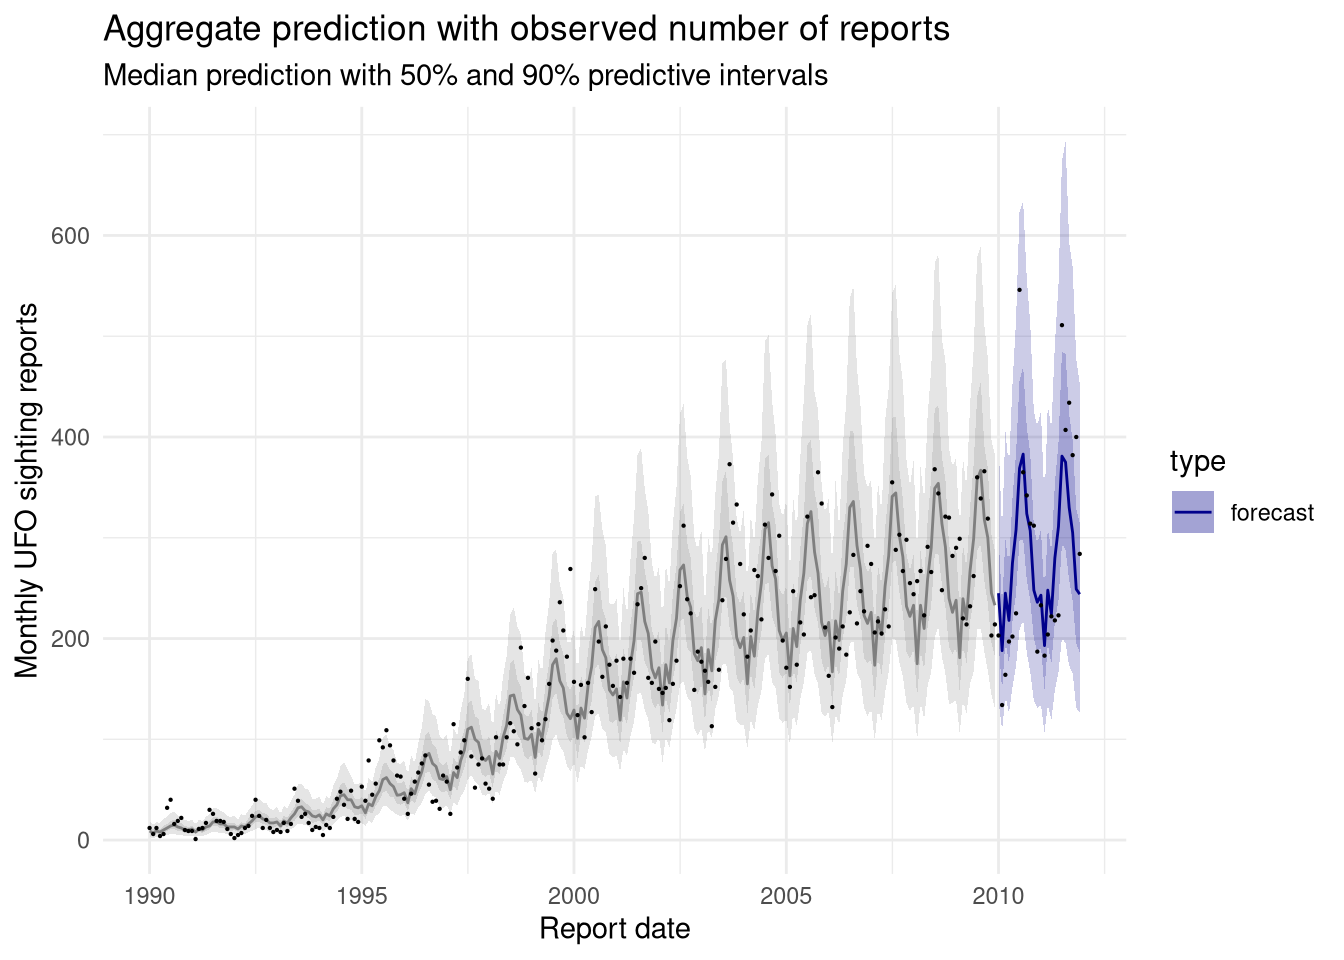 Aggregate prediction with observed number of reports
Median prediction with 50% and 90% predictive intervals
Monthly UFO sighting reports
600
400
200
0
1990
1995
2000
2005
2010
Report date
type
forecast